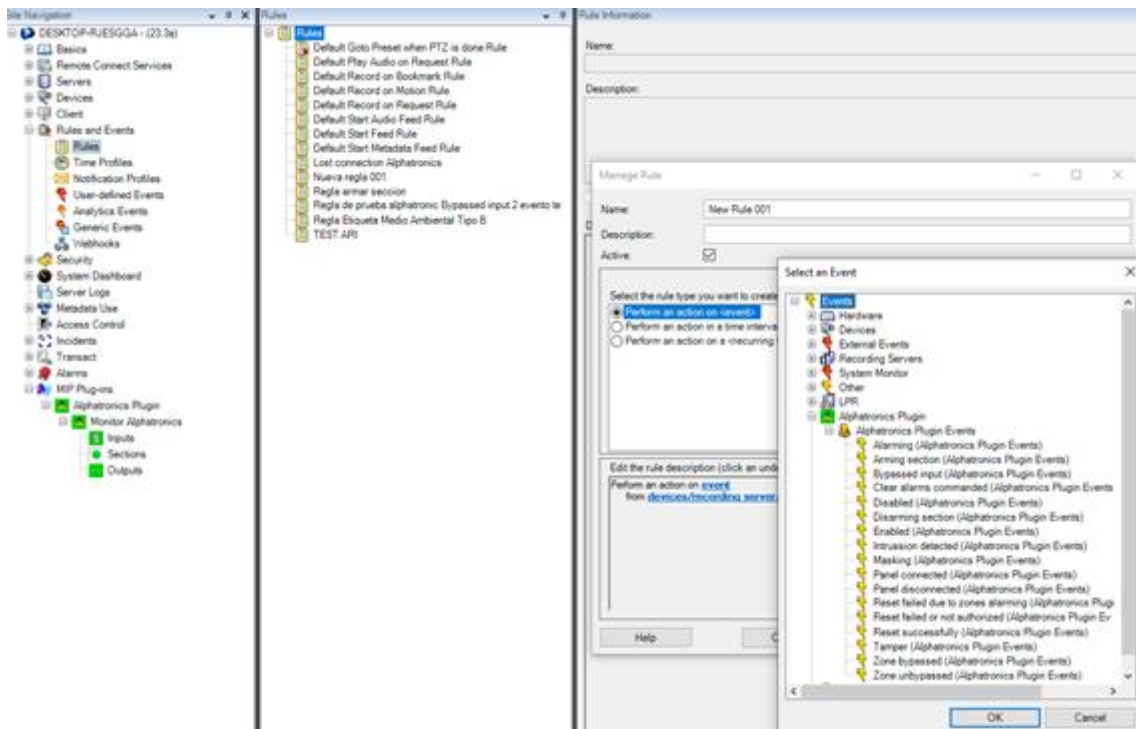 Site Navigation
DESKTOP-RJESGGA - (23.3a)
Basics
Remote Connect Services
Servers
Devices
Client
Rules and Events
Rules
Time Profiles
Notification Profiles
User-defined Events
Analytics Events
Generic Events
Webhooks
Security
System Dashboard
Server Logs
Metadata Use
Access Control
Incidents
Transact
Alarms
MIP Plug-ins
Alphatronics Plugin
Monitor Alphatronics
Inputs
Sections
Outputs
Rules
Rules
Default Goto Preset when PTZ is done Rule
Default Play Audio on Request Rule
Default Record on Bookmark Rule
Default Record on Motion Rule
Default Record on Request Rule
Default Start Audio Feed Rule
Default Start Feed Rule
Default Start Metadata Feed Rule
Lost connection Alphatronics
Nueva regla 001
Regla armar seccion
Regla de prueba alphatronic Bypassed input 2 evento te
Regla Etiqueta Medio Ambiental Tipo B
TEST API
Rule Information
Name:
Description:
Manage Rule
Name: New Rule 001
Description:
Active:
Select the rule type you want to create
Perform an action on <event>
Perform an action in a time interva
Perform an action on a <recurring
Edit the rule description (click an unde
Perform an action on event
from devices/recording server
Help
Select an Event
Events
Hardware
Devices
External Events
Recording Servers
System Monitor
Other
LPR
Alphatronics Plugin
Alphatronics Plugin Events
Alarming (Alphatronics Plugin Events)
Arming section (Alphatronics Plugin Events)
Bypassed input (Alphatronics Plugin Events)
Clear alarms commanded (Alphatronics Plugin Events
Disabled (Alphatronics Plugin Events)
Disarming section (Alphatronics Plugin Events)
Enabled (Alphatronics Plugin Events)
Intrussion detected (Alphatronics Plugin Events)
Masking (Alphatronics Plugin Events)
Panel connected (Alphatronics Plugin Events)
Panel disconnected (Alphatronics Plugin Events)
Reset failed due to zones alarming (Alphatronics Plugi
Reset failed or not authorized (Alphatronics Plugin Ev
Reset successfully (Alphatronics Plugin Events)
Tamper (Alphatronics Plugin Events)
Zone bypassed (Alphatronics Plugin Events)
Zone unbypassed (Alphatronics Plugin Events)
OK
Cancel